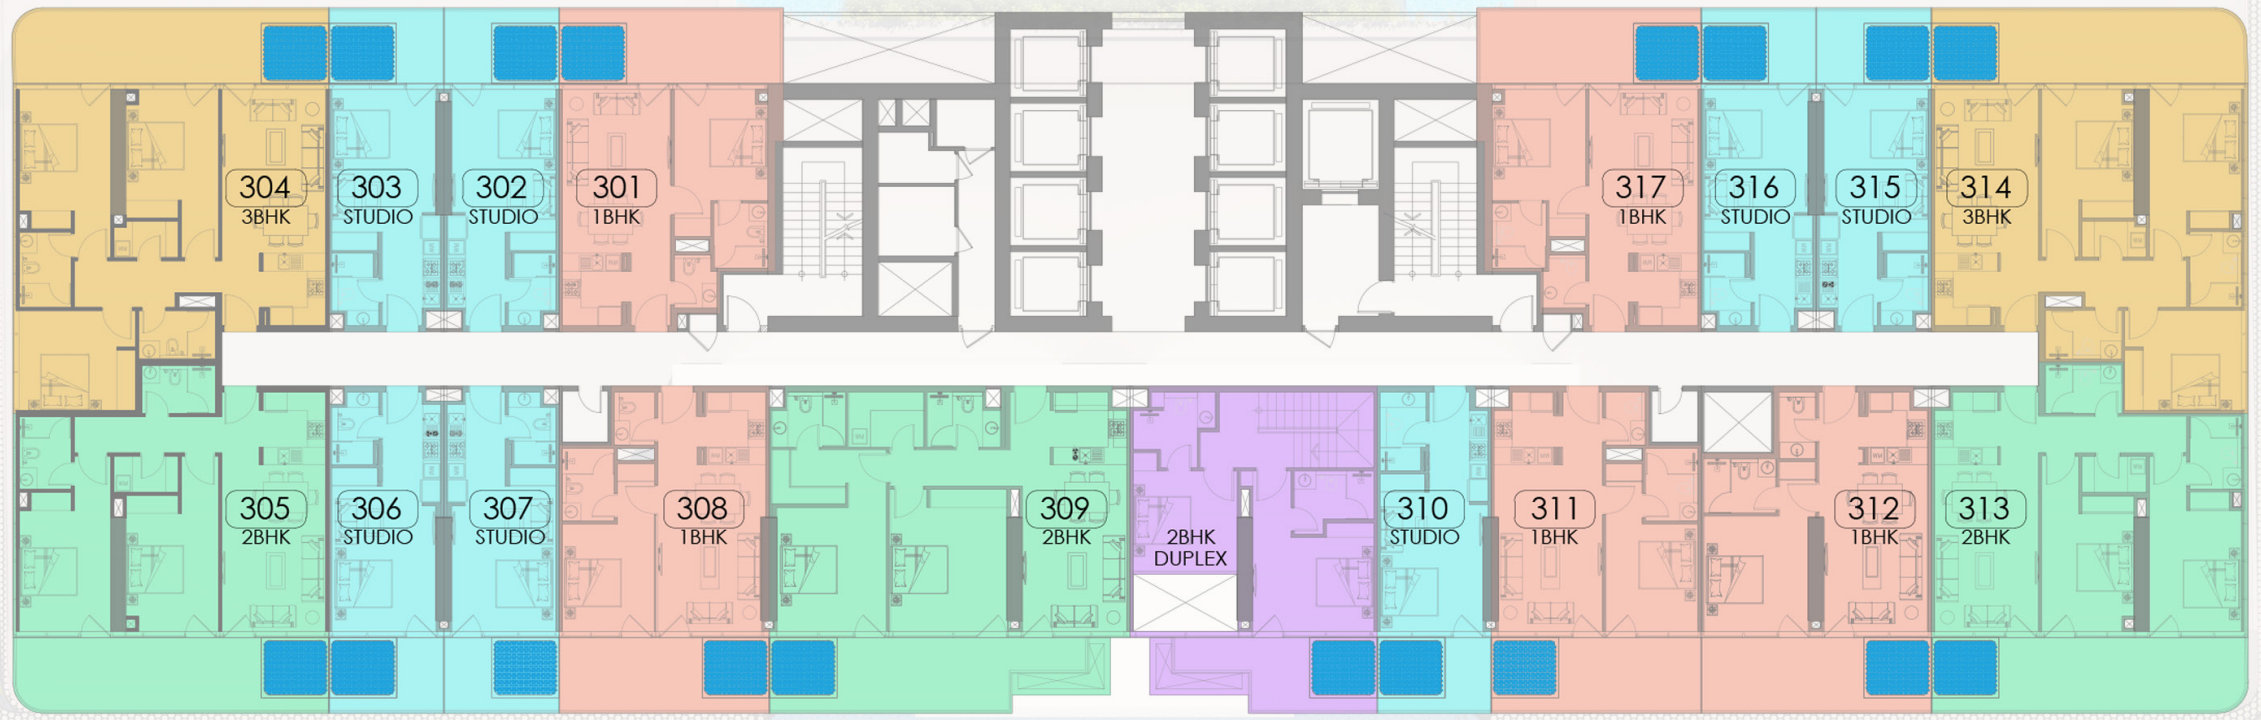 304
3BHK
303
STUDIO
302
STUDIO
301
1BHK
317
1BHK
316
STUDIO
315
STUDIO
314
3BHK
305
2BHK
306
STUDIO
307
STUDIO
308
1BHK
309
2BHK
2BHK
DUPLEX
310
STUDIO
311
1BHK
312
1BHK
313
2BHK